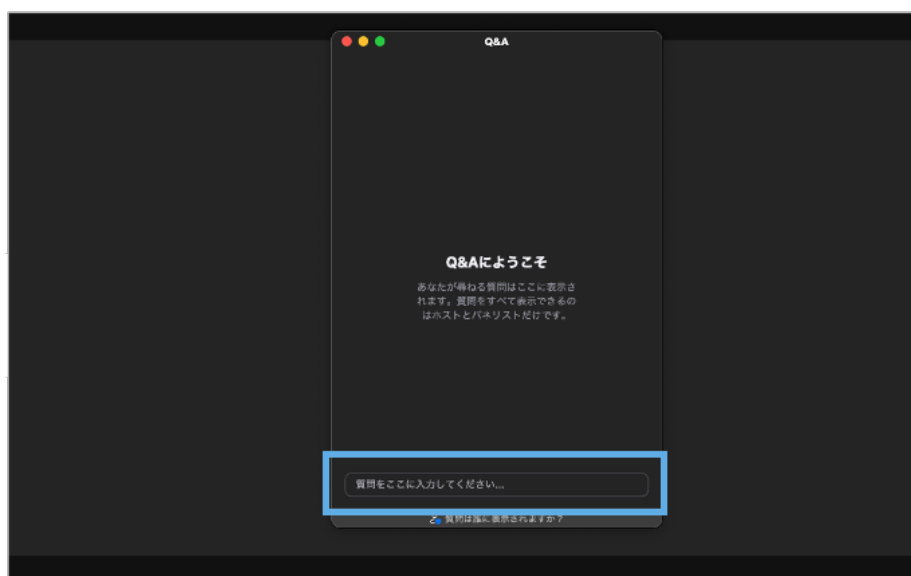 Q&A
Q&Aにようこそ
あなたが尋ねる質問はここに表示さ
れます。質問をすべて表示できるの
はホストとパネリストだけです。
質問をここに入力してください...
質問は誰に表示されますか？